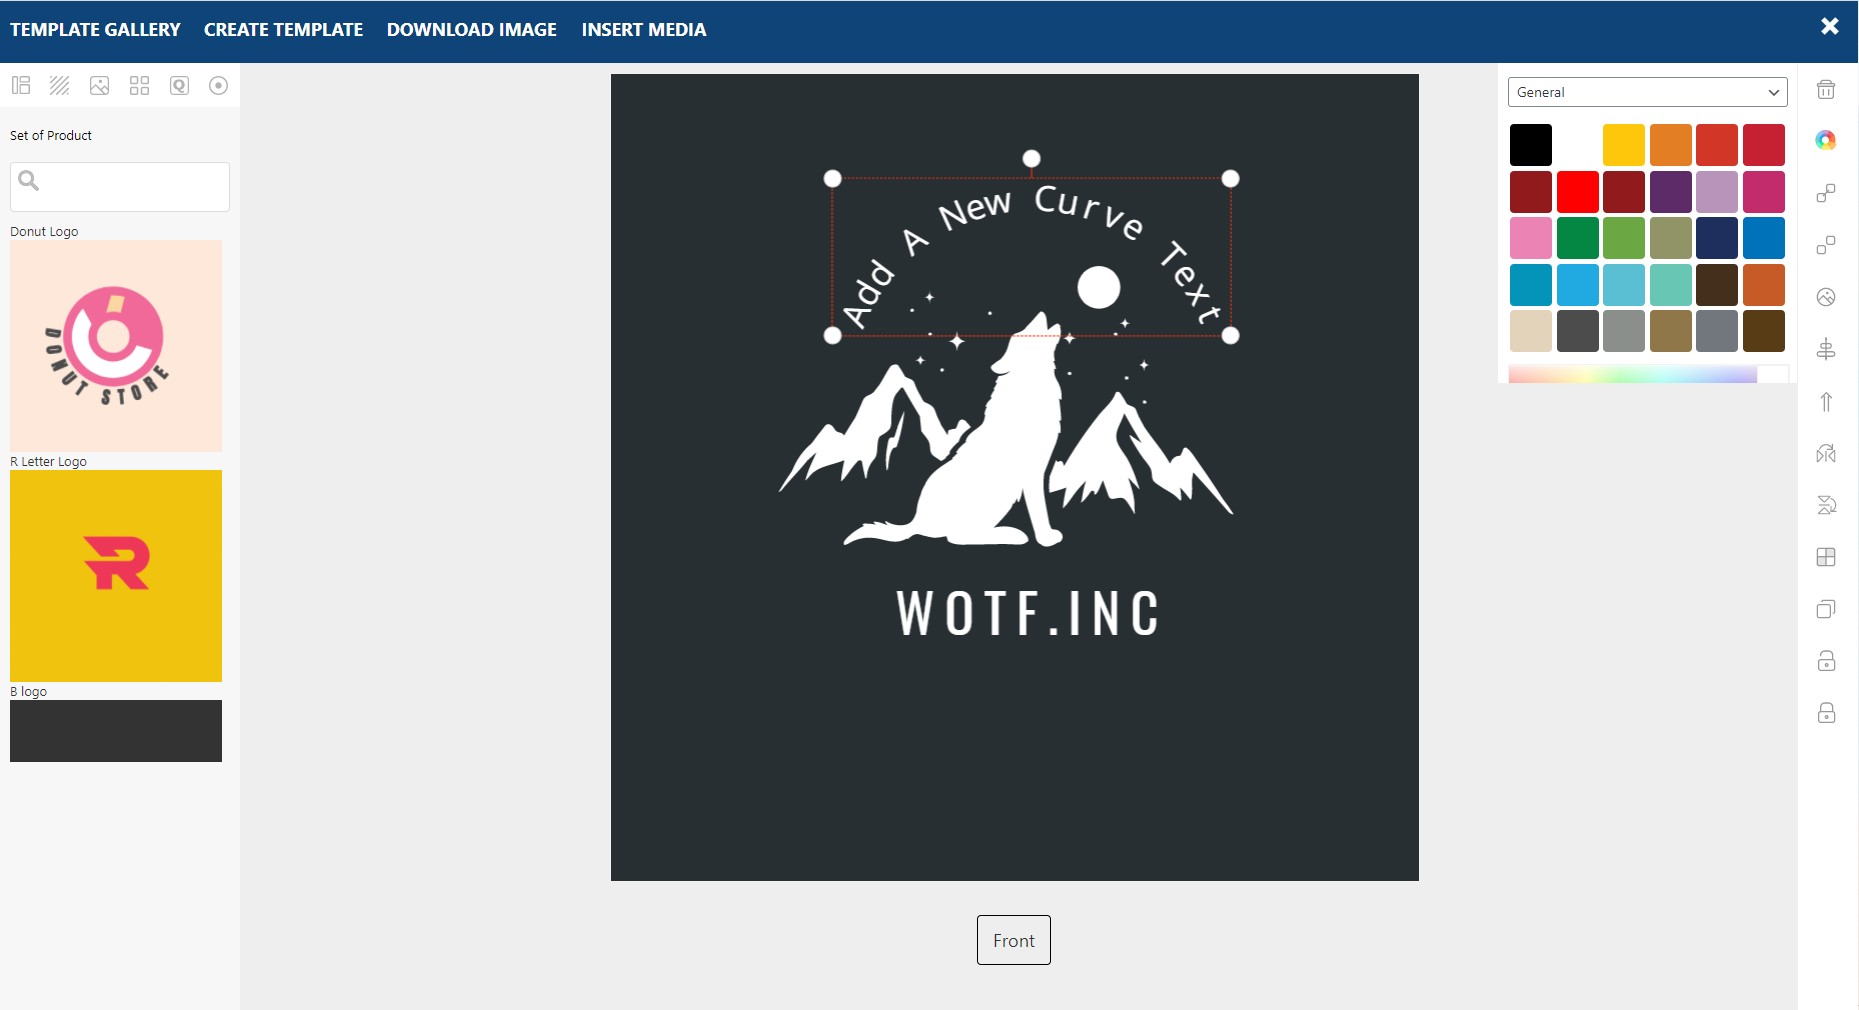 TEMPLATE GALLERY CREATE TEMPLATE DOWNLOAD IMAGE INSERT MEDIA
Set of Product
Donut Logo
DONUT STORE
R Letter Logo
R
B logo
Add A New Curve Text
WOTF.INC
Front
General